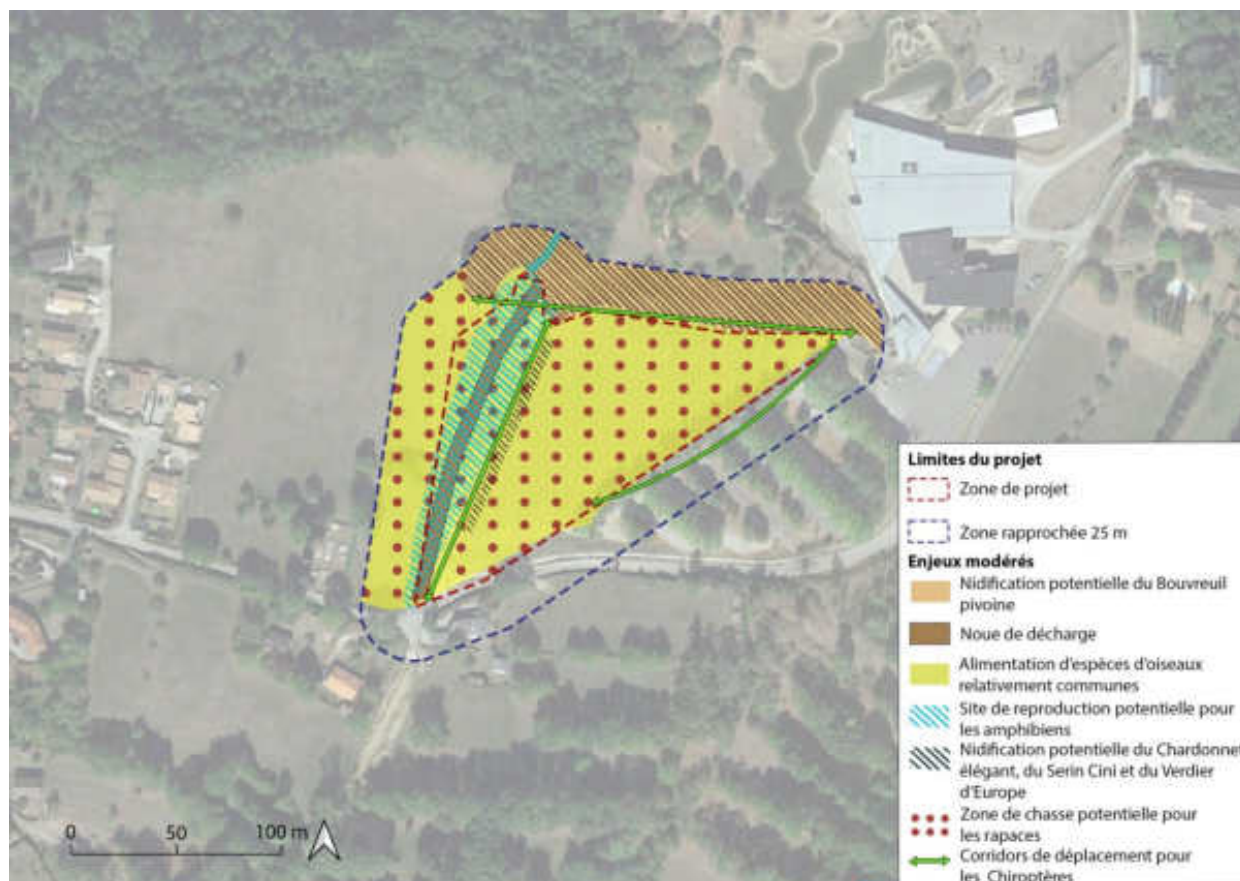 Limites du projet
Zone de projet
Zone rapprochée 25 m
Enjeux modérés
Nidification potentielle du Bouvreuil
pivoine
Noue de décharge
Alimentation d'espèces d'oiseaux
relativement communes
Site de reproduction potentielle pour
les amphibiens
Nidification potentielle du Chardonnet
élégant, du Serin Cini et du Verdier
d'Europe
Zone de chasse potentielle pour
les rapaces
Corridors de déplacement pour
les Chiroptères
0 50 100 m